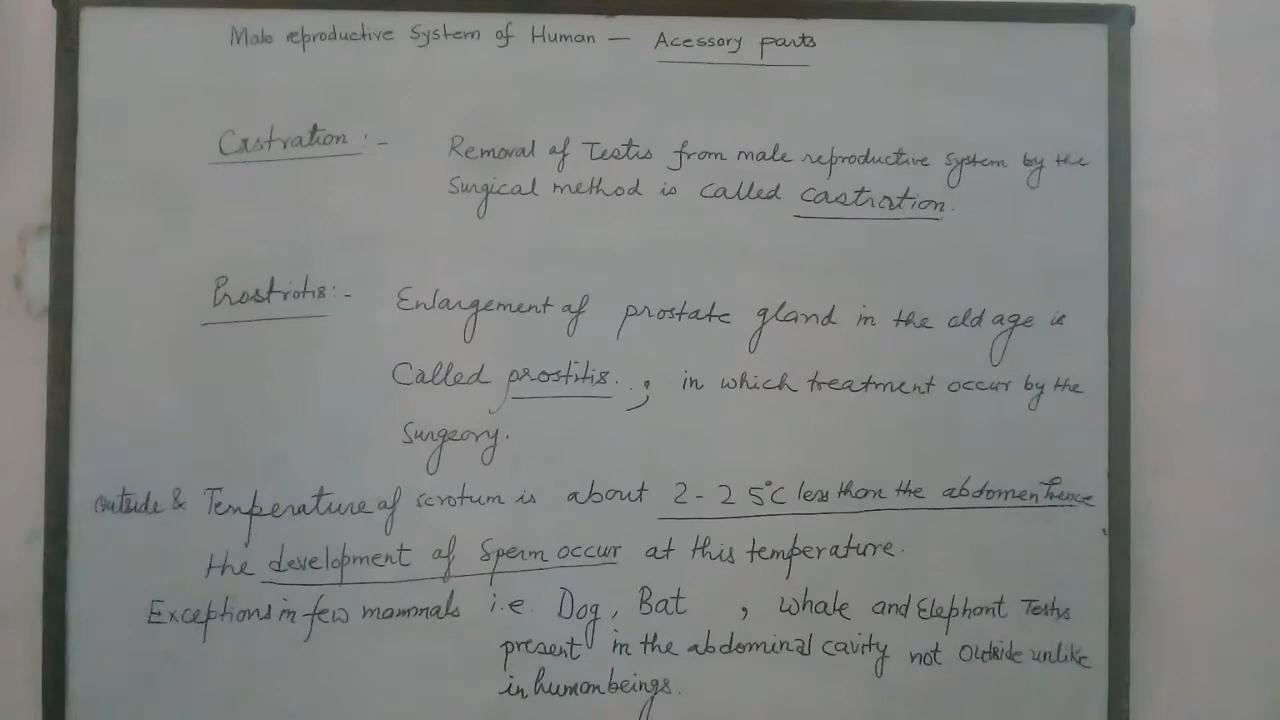 Male reproductive System of Human — Acessory parts
Castration :- Removal of Testis from male reproductive system by the
Surgical method is called castration.
Prostrotis:- Enlargement of prostate gland in the old age is
Called prostitis. ; in which treatment occur by the
Surgeory.
outside & Temperature of scrotum is about 2 - 2 5°C less than the abdomen hence
the development of Sperm occur at this temperature.
Exceptions in few mammals i.e Dog, Bat , Whale and Elephant Testis
present in the abdominal cavity not outside unlike
in human beings.